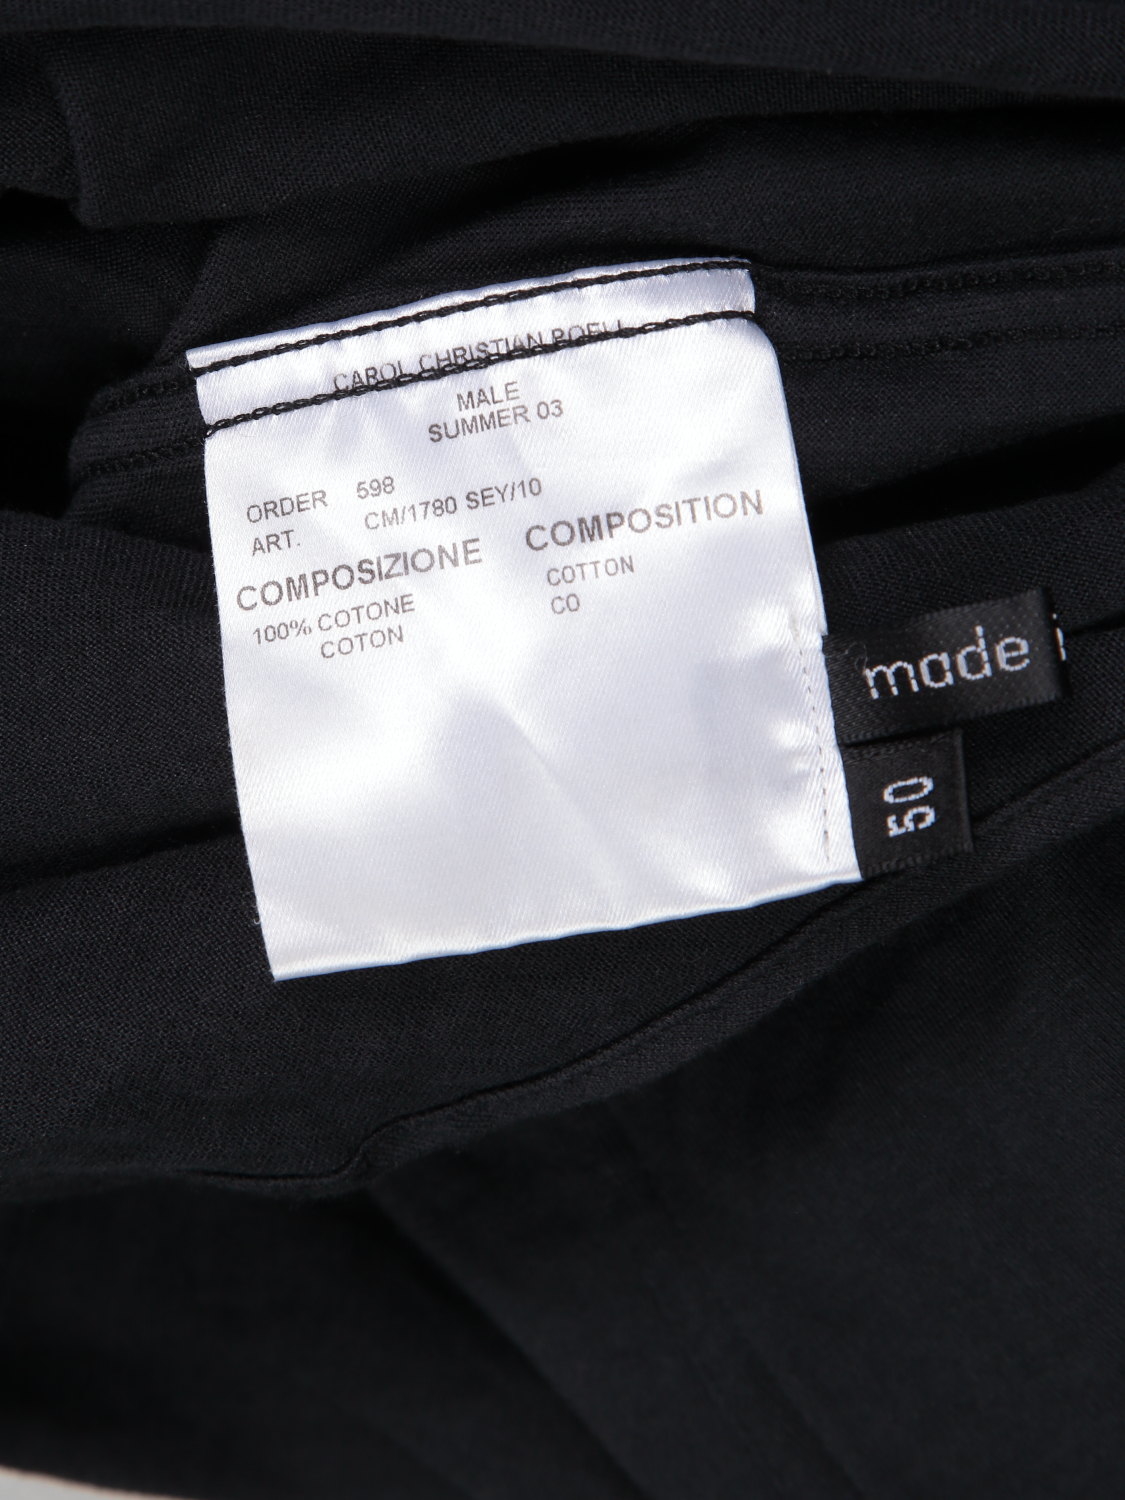 CAROL CHRISTIAN POELL
MALE
SUMMER 03
ORDER 598
ART. CM/1780 SEY/10
COMPOSIZIONE COMPOSITION
100% COTONE COTTON
COTON CO
made i
50